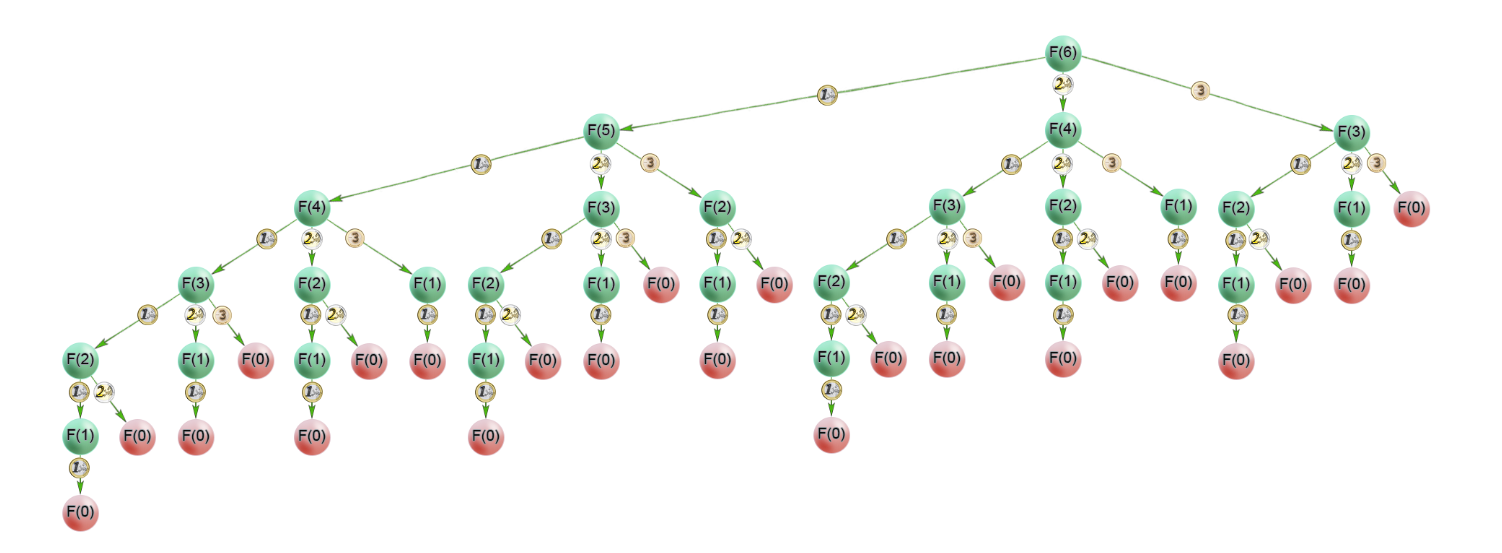 F(6)
1 2 3
F(5) F(4) F(3)
1 2 3 1 2 3 1 2 3
F(4) F(3) F(2) F(3) F(2) F(1) F(2) F(1) F(0)
1 2 3 1 2 3 1 2 1 2 3 1 2 1 1 2 1
F(3) F(2) F(1) F(2) F(1) F(0) F(1) F(0) F(2) F(1) F(0) F(1) F(0) F(0) F(1) F(0) F(0)
1 2 3 1 2 1 1 2 1 1 1 2 1 1 1
F(2) F(1) F(0) F(1) F(0) F(0) F(1) F(0) F(0) F(0) F(1) F(0) F(0) F(0) F(0)
1 2 1 1 1 1
F(1) F(0) F(0) F(0) F(0) F(0)
1
F(0)